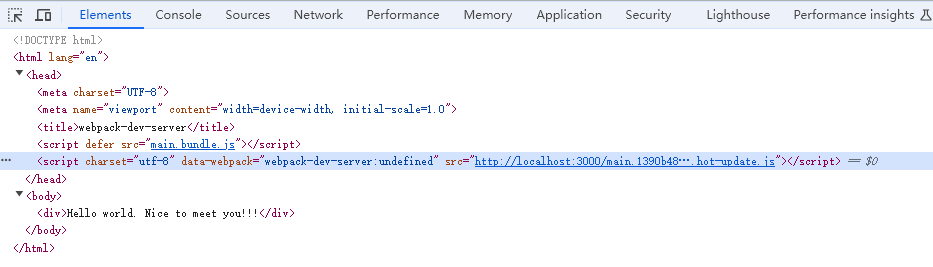 Elements Console Sources Network Performance Memory Application Security Lighthouse Performance insights
<!DOCTYPE html>
<html lang="en">
<head>
<meta charset="UTF-8">
<meta name="viewport" content="width=device-width, initial-scale=1.0">
<title>webpack-dev-server</title>
<script defer src="main.bundle.js"></script>
<script charset="utf-8" data-webpack="webpack-dev-server:undefined" src="http://localhost:3000/main.1390b48….hot-update.js"></script> == $0
</head>
<body>
<div>Hello world. Nice to meet you!!!</div>
</body>
</html>